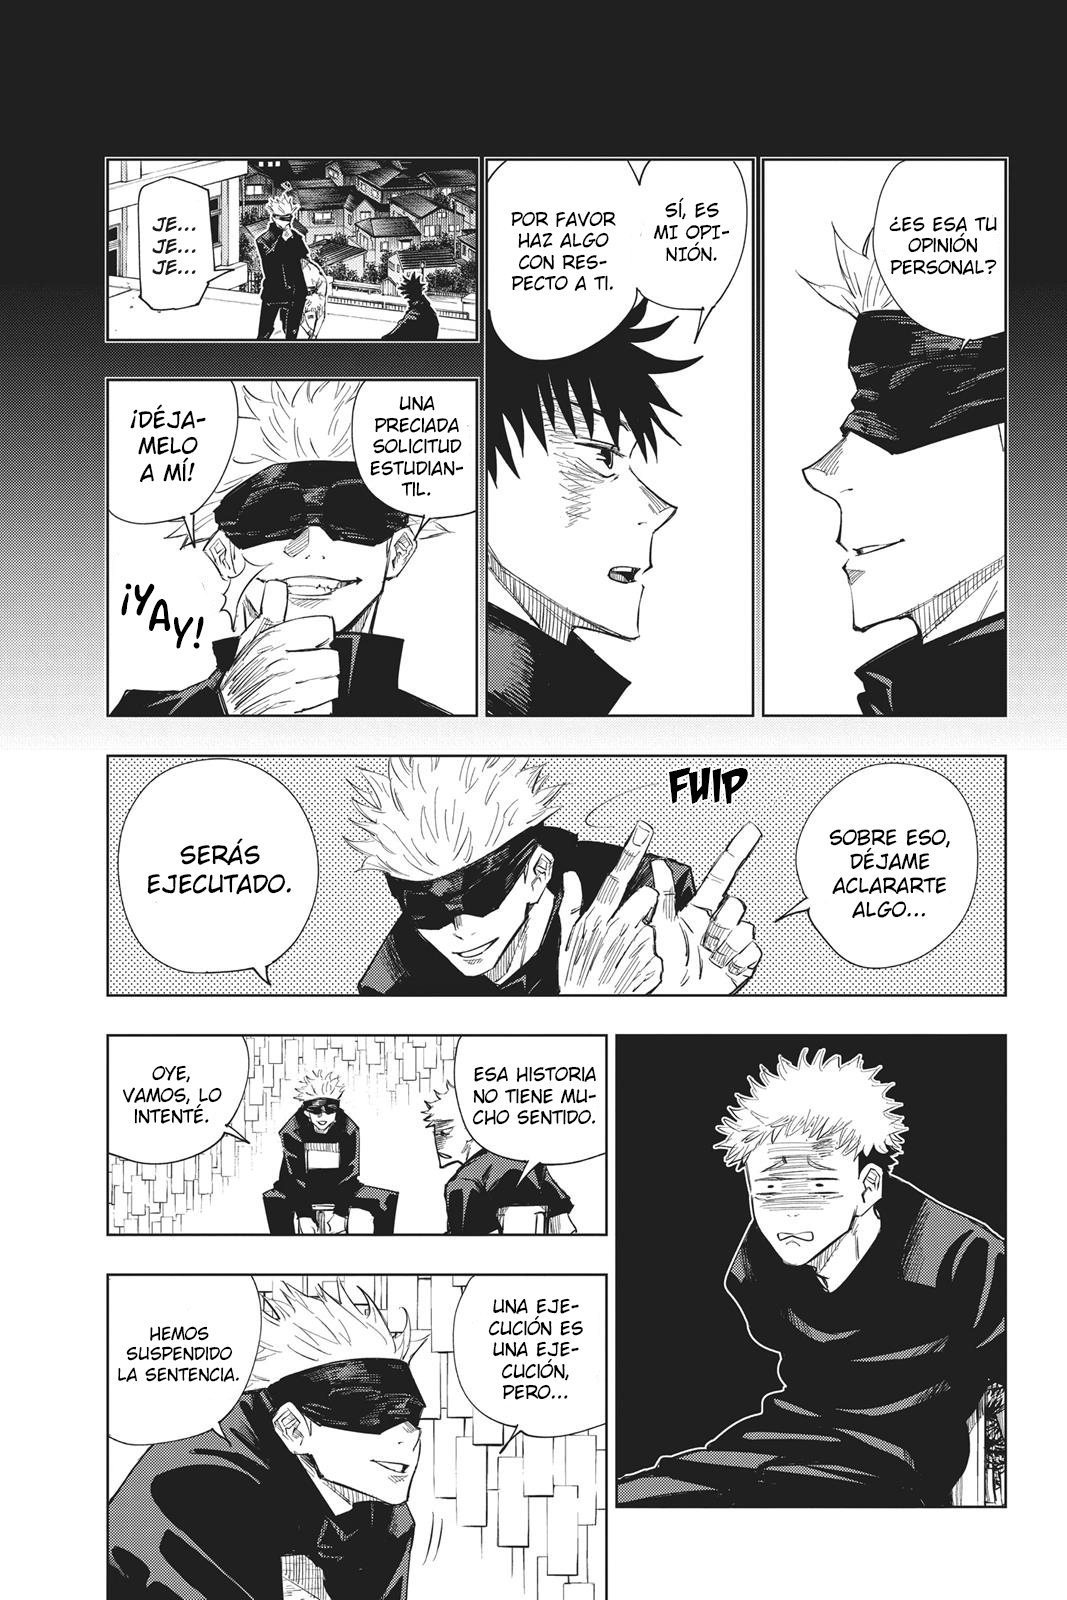 ¿ES ESA TU
OPINIÓN
PERSONAL?
SÍ, ES
MI OPI-
NIÓN.
POR FAVOR
HAZ ALGO
CON RES-
PECTO A TI.
JE...
JE...
JE...
UNA
PRECIADA
SOLICITUD
ESTUDIAN-
TIL.
¡DÉJA-
MELO
A MÍ!
¡YAY!
SOBRE ESO,
DÉJAME
ACLARARTE
ALGO...
FUIP
SERÁS
EJECUTADO.
ESA HISTORIA
NO TIENE MU-
CHO SENTIDO.
OYE,
VAMOS, LO
INTENTÉ.
UNA EJE-
CUCIÓN ES
UNA EJE-
CUCIÓN,
PERO...
HEMOS
SUSPENDIDO
LA SENTENCIA.